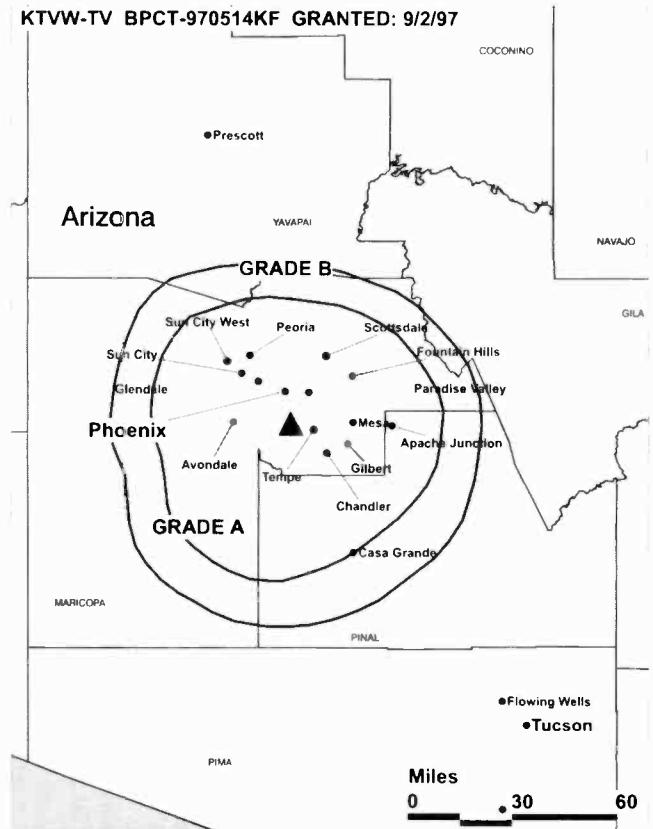 KTVW-TV BPCT-970514KF GRANTED: 9/2/97
COCONINO
Prescott
Arizona
YAVAPAI
NAVAJO
GRADE B
GILA
Sun City West
Peoria
Scottsdale
Sun City
Fountain Hills
Glendale
Paradise Valley
Phoenix
Mesa
Apache Junction
Avondale
Tempe
Gilbert
Chandler
GRADE A
Casa Grande
MARICOPA
PINAL
Flowing Wells
Tucson
PIMA
Miles
0 30 60